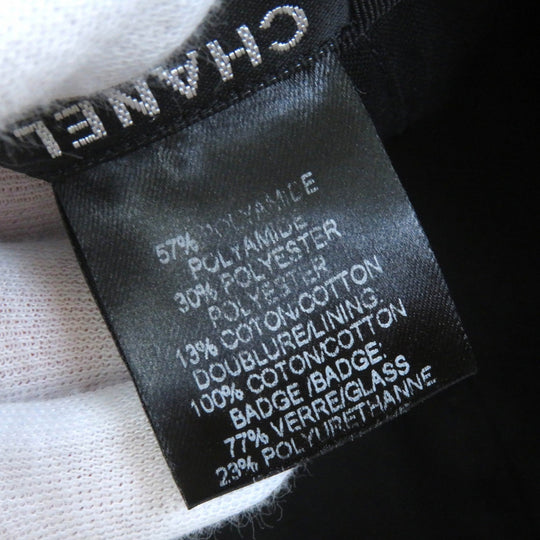 CHANEL
57% POLYAMIDE
POLYAMIDE
30% POLYESTER
POLYESTER
13% COTON/COTTON
DOUBLURE/LINING:
100% COTON/COTTON
BADGE /BADGE:
77% VERRE/GLASS
23% POLYURETHANNE